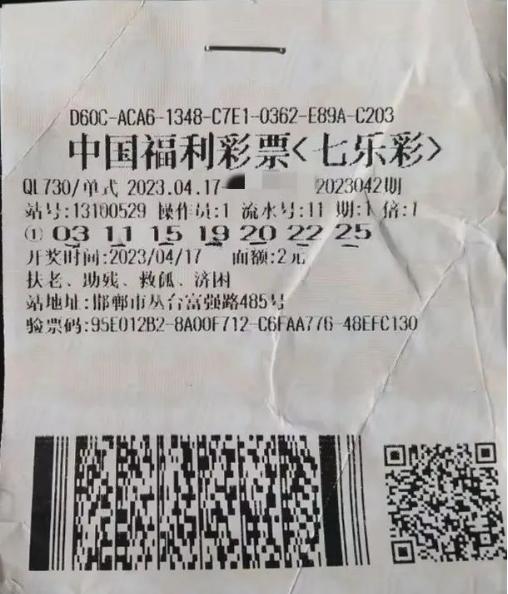 D60C-ACA6-1348-C7E1-0362-E89A-C203
中国福利彩票<七乐彩>
QL730/单式 2023.04.17 2023042期
站号:13100529 操作员:1 流水号:11 期:1 倍:1
① 03 11 15 19 20 22 25
开奖时间:2023/04/17 面额:2元
扶老、助残、救孤、济困
站地址:邯郸市丛台富强路485号
验票码:95E012B2-8A00F712-C6FAA776-48EFC130